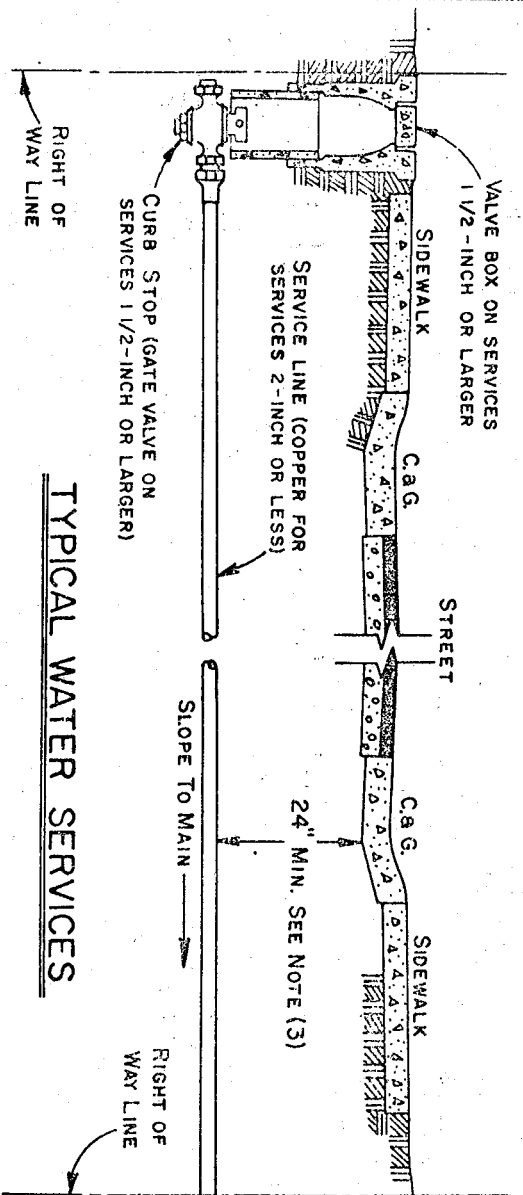 VALVE BOX ON SERVICES
1 1/2-INCH OR LARGER
SIDEWALK
C.&G.
STREET
C.&G.
SIDEWALK
SERVICE LINE (COPPER FOR
SERVICES 2-INCH OR LESS)
24" MIN. SEE NOTE (3)
CURB STOP (GATE VALVE ON
SERVICES 1 1/2-INCH OR LARGER)
SLOPE TO MAIN
RIGHT OF
WAY LINE
RIGHT OF
WAY LINE
TYPICAL WATER SERVICES